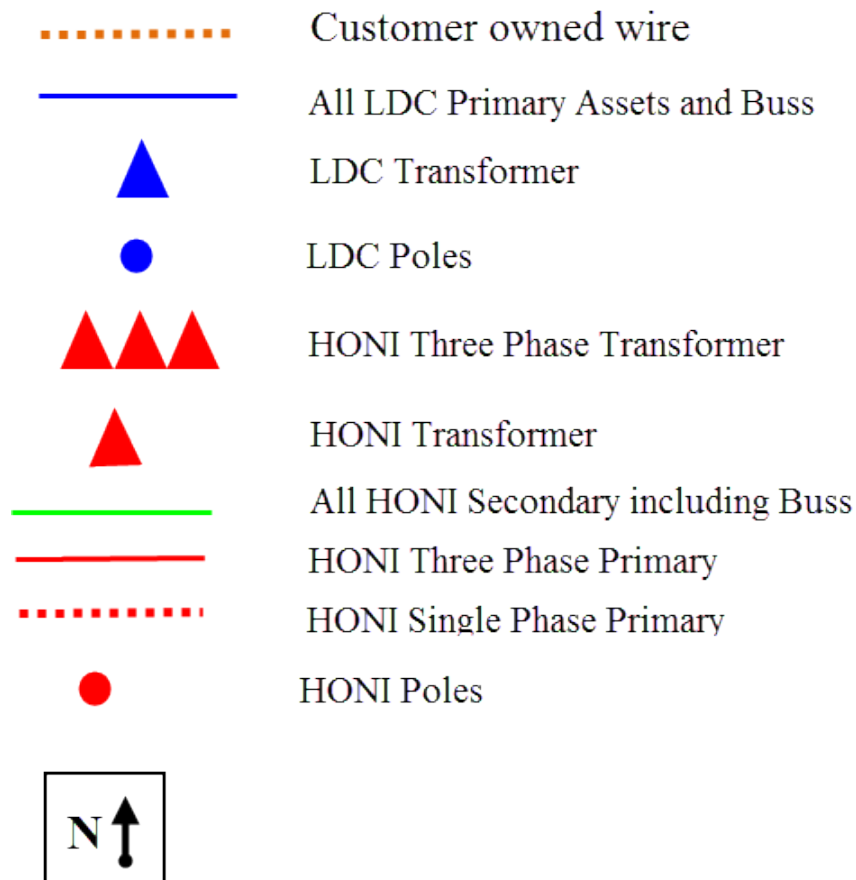 Customer owned wire
All LDC Primary Assets and Buss
LDC Transformer
LDC Poles
HONI Three Phase Transformer
HONI Transformer
All HONI Secondary including Buss
HONI Three Phase Primary
HONI Single Phase Primary
HONI Poles
N